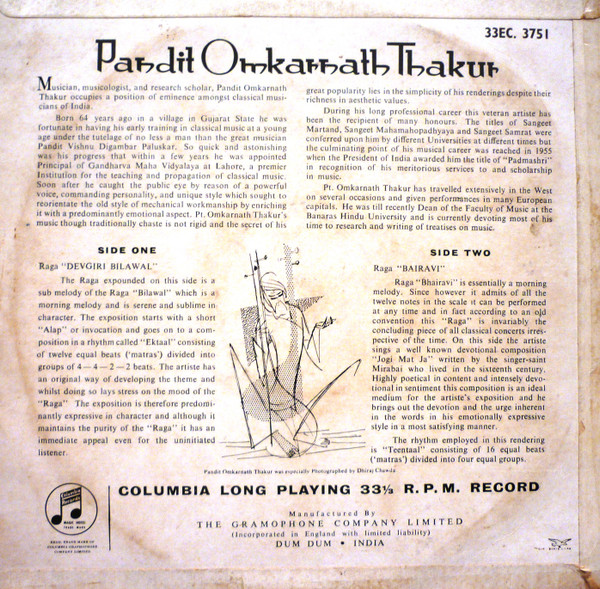 33EC. 3751
Pandit Omkarnath Thakur
Musician, musicologist, and research scholar, Pandit Omkarnath
Thakur occupies a position of eminence amongst classical musi-
cians of India.
Born 64 years ago in a village in Gujarat State he was
fortunate in having his early training in classical music at a young
age under the tutelage of no less a man than the great musician
Pandit Vishnu Digambar Paluskar. So quick and astonishing
was his progress that within a few years he was appointed
Principal of Gandharva Maha Vidyalaya at Lahore, a premier
Institution for the teaching and propagation of classical music.
Soon after he caught the public eye by reason of a powerful
voice, commanding personality, and unique style which sought to
reorientate the old style of mechanical workmanship by enriching
it with a predominantly emotional aspect. Pt. Omkarnath Thakur's
music though traditionally chaste is not rigid and the secret of his
great popularity lies in the simplicity of his renderings despite their
richness in aesthetic values.
During his long professional career this veteran artiste has
been the recipient of many honours. The titles of Sangeet
Martand, Sangeet Mahamahopadhyaya and Sangeet Samrat were
conferred upon him by different Universities at different times but
the culminating point of his musical career was reached in 1955
when the President of India awarded him the title of "Padmashri"
in recognition of his meritorious services to and scholarship
in music.
Pt. Omkarnath Thakur has travelled extensively in the West
on several occasions and given performances in many European
capitals. He was till recently Dean of the Faculty of Music at the
Banaras Hindu University and is currently devoting most of his
time to research and writing of treatises on music.
SIDE ONE
Raga "DEVGIRI BILAWAL"
The Raga expounded on this side is a
sub melody of the Raga "Bilawal" which is a
morning melody and is serene and sublime in
character. The exposition starts with a short
"Alap" or invocation and goes on to a com-
position in a rhythm called "Ektaal" consisting
of twelve equal beats ('matras') divided into
groups of 4—4—2—2 beats. The artiste has
an original way of developing the theme and
whilst doing so lays stress on the mood of the
"Raga" The exposition is therefore predomi-
nantly expressive in character and although it
maintains the purity of the "Raga" it has an
immediate appeal even for the uninitiated
listener.
SIDE TWO
Raga "BAIRAVI"
Raga "Bhairavi" is essentially a morning
melody. Since however it admits of all the
twelve notes in the scale it can be performed
at any time and in fact according to an old
convention this "Raga" is invariably the
concluding piece of all classical concerts irres-
pective of the time. On this side the artiste
sings a well known devotional composition
"Jogi Mat Ja" written by the singer-saint
Mirabai who lived in the sixteenth century.
Highly poetical in content and intensely devo-
tional in sentiment this composition is an ideal
medium for the artiste's exposition and he
brings out the devotion and the urge inherent
in the words in his emotionally expressive
style in a most satisfying manner.
The rhythm employed in this rendering
is "Teentaal" consisting of 16 equal beats
('matras') divided into four equal groups.
Pandit Omkarnath Thakur was especially Photographed by Dhiraj Chawda
COLUMBIA LONG PLAYING 33⅓ R.P.M. RECORD
Manufactured By
THE GRAMOPHONE COMPANY LIMITED
(Incorporated in England with limited liability)
DUM DUM • INDIA
MAGIC NOTES
TRADE MARK
REGD. TRADE MARK OF
COLUMBIA GRAPHOPHONE
COMPANY LIMITED